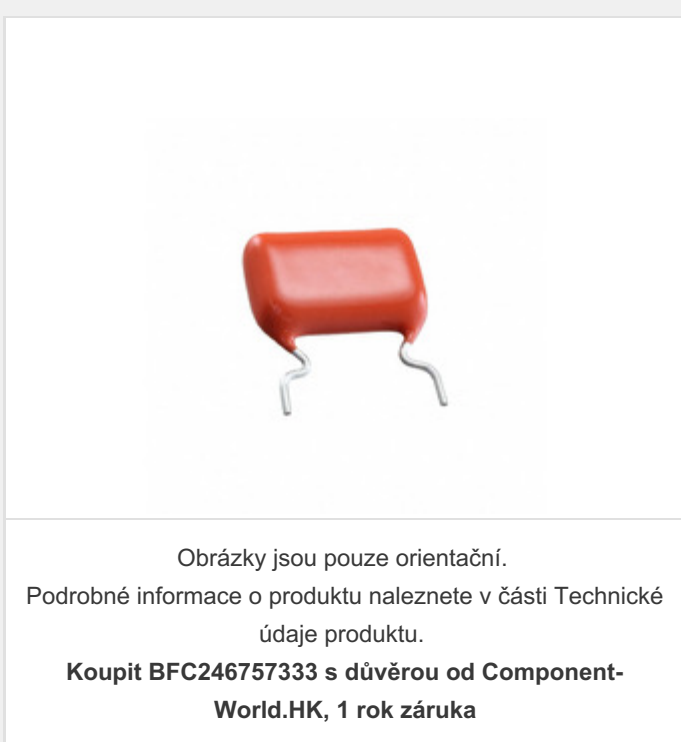 Obrázky jsou pouze orientační.
Podrobné informace o produktu naleznete v části Technické
údaje produktu.
Koupit BFC246757333 s důvěrou od Component-
World.HK, 1 rok záruka